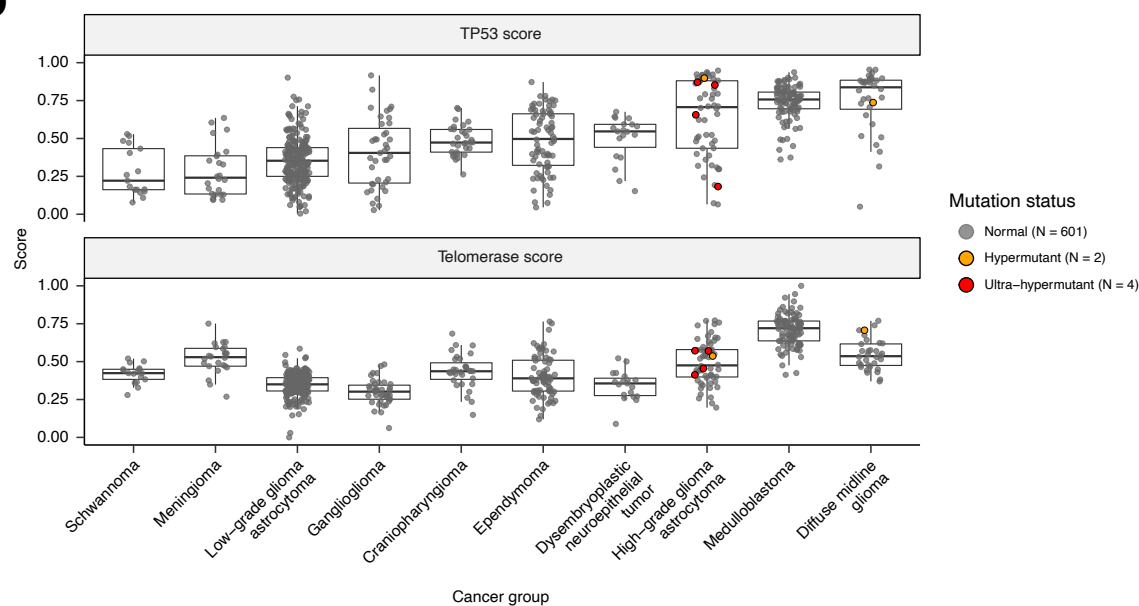 TP53 score
1.00
0.75
0.50
0.25
0.00
Score
Telomerase score
1.00
0.75
0.50
0.25
0.00
Schwannoma
Meningioma
Low−grade glioma
astrocytoma
Ganglioglioma
Craniopharyngioma
Ependymoma
Dysembryoplastic
neuroepithelial
tumor
High−grade glioma
astrocytoma
Medulloblastoma
Diffuse midline
glioma
Cancer group
Mutation status
Normal (N = 601)
Hypermutant (N = 2)
Ultra−hypermutant (N = 4)